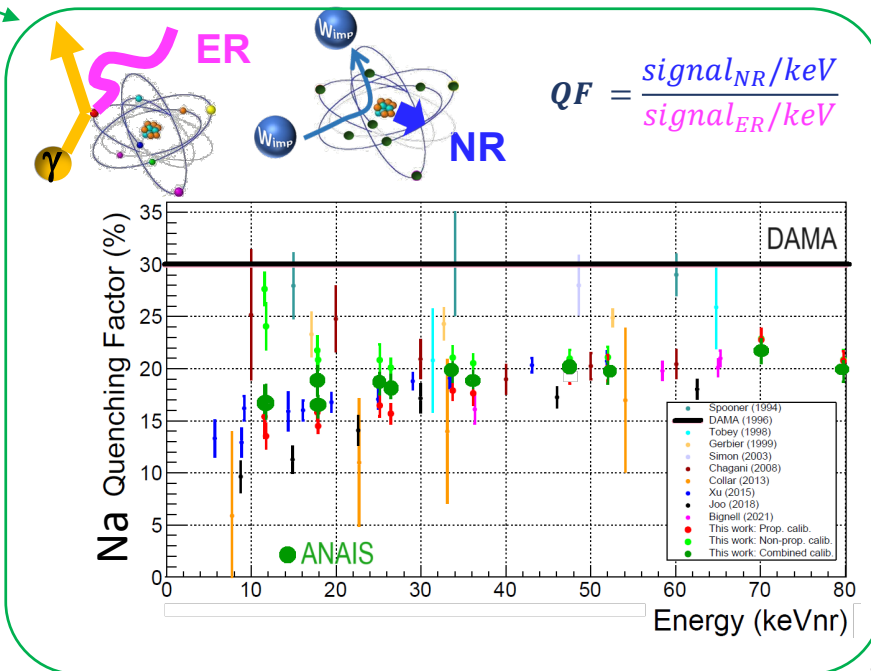 ER
Wimp
γ
Wimp
NR
QF = signal_NR/keV
signal_ER/keV
Na Quenching Factor (%)
35
30
25
20
15
10
5
0
DAMA
ANAIS
Spooner (1994)
DAMA (1996)
Tobey (1998)
Gerbier (1999)
Simon (2003)
Chagani (2008)
Collar (2013)
Xu (2015)
Joo (2018)
Bignell (2021)
This work: Prop. calib.
This work: Non-prop. calib.
This work: Combined calib.
0 10 20 30 40 50 60 70 80
Energy (keVnr)